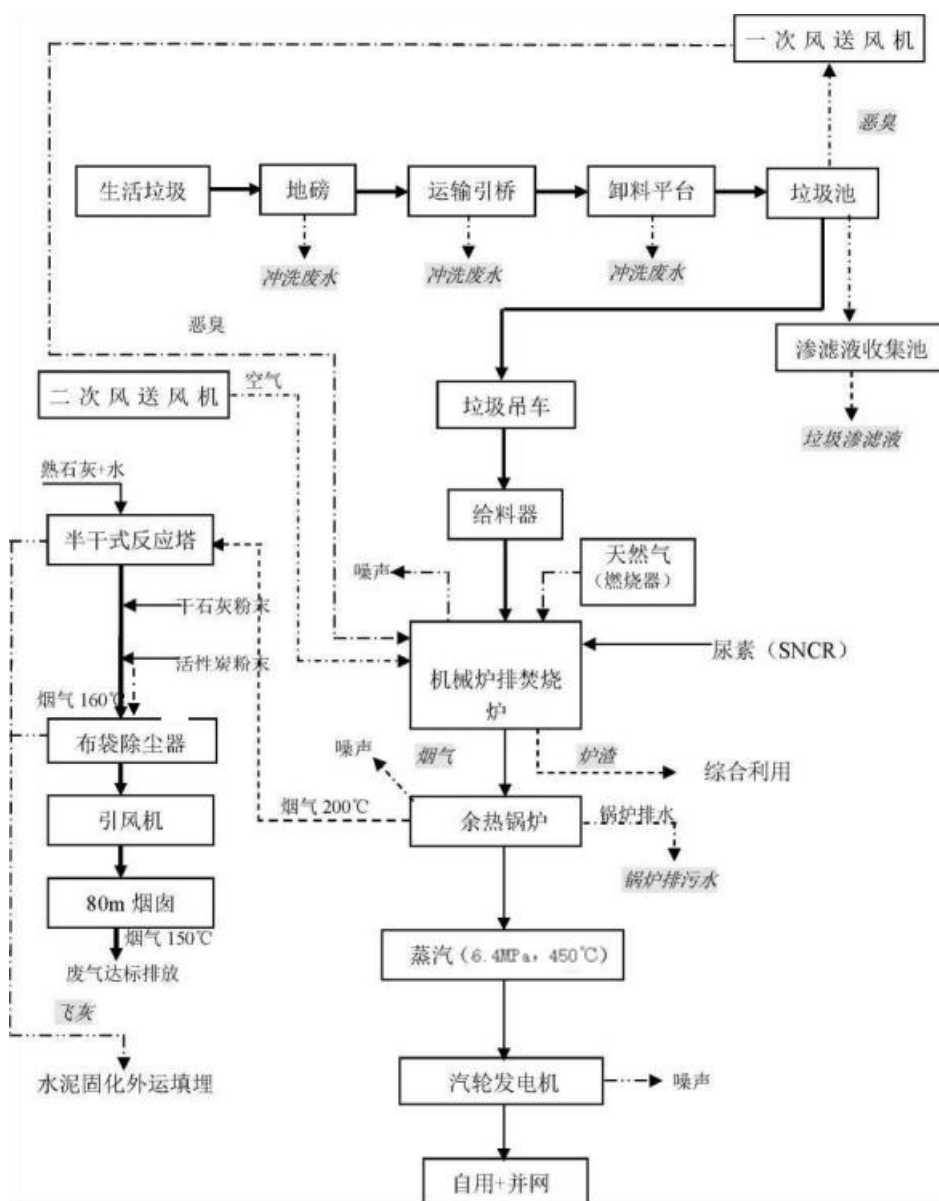 一次风送风机
恶臭
生活垃圾
地磅
运输引桥
卸料平台
垃圾池
冲洗废水
冲洗废水
冲洗废水
恶臭
渗滤液收集池
二次风送风机
空气
垃圾吊车
垃圾渗滤液
熟石灰+水
给料器
半干式反应塔
天然气
（燃烧器）
噪声
干石灰粉末
尿素（SNCR）
活性炭粉末
机械炉排焚烧
炉
烟气 160℃
布袋除尘器
噪声
烟气
炉渣
综合利用
烟气 200℃
引风机
余热锅炉
锅炉排水
锅炉排污水
80m 烟囱
烟气 150℃
蒸汽（6.4MPa，450℃）
废气达标排放
飞灰
水泥固化外运填埋
汽轮发电机
噪声
自用+并网